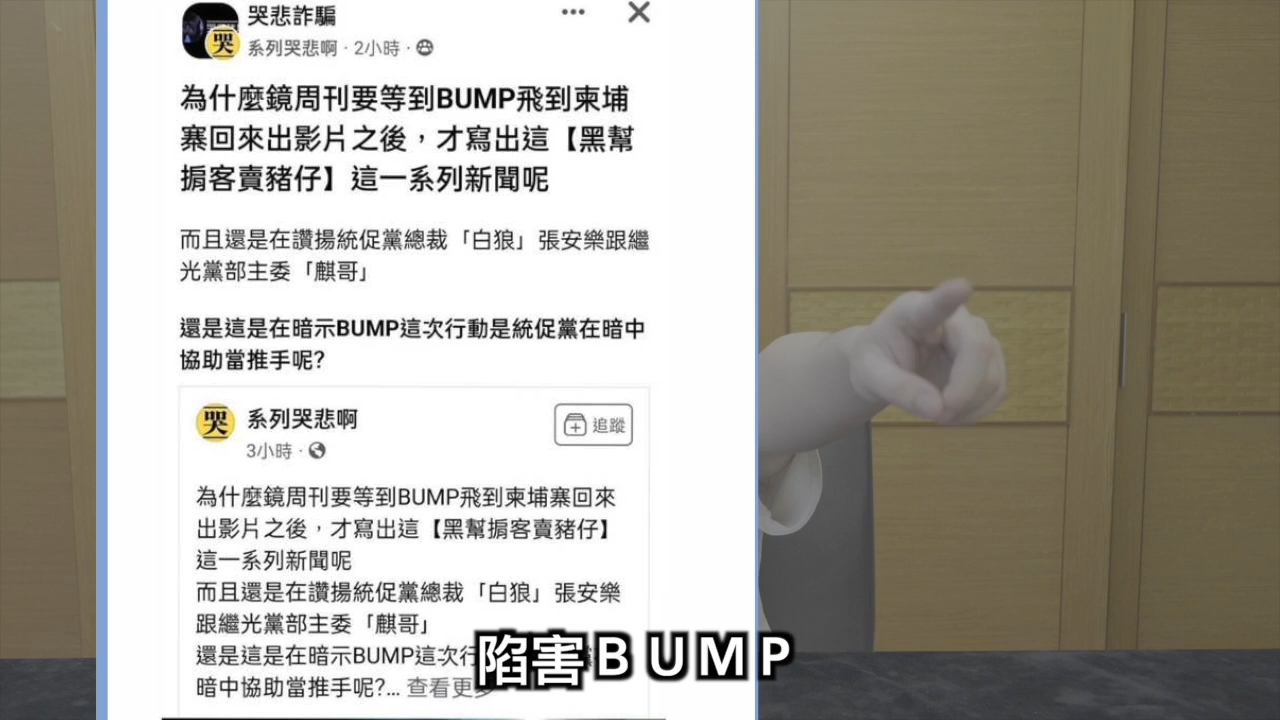 哭悲詐騙
系列哭悲啊 · 2小時 ·
為什麼鏡周刊要等到BUMP飛到柬埔
寨回來出影片之後，才寫出這【黑幫
掮客賣豬仔】這一系列新聞呢
而且還是在讚揚統促黨總裁「白狼」張安樂跟繼
光黨部主委「麒哥」
還是這是在暗示BUMP這次行動是統促黨在暗中
協助當推手呢?
哭
系列哭悲啊
追蹤
3小時 ·
為什麼鏡周刊要等到BUMP飛到柬埔寨回來
出影片之後，才寫出這【黑幫掮客賣豬仔】
這一系列新聞呢
而且還是在讚揚統促黨總裁「白狼」張安樂
跟繼光黨部主委「麒哥」
還是這是在暗示BUMP這次行
暗中協助當推手呢?... 查看更多
陷害BUMP